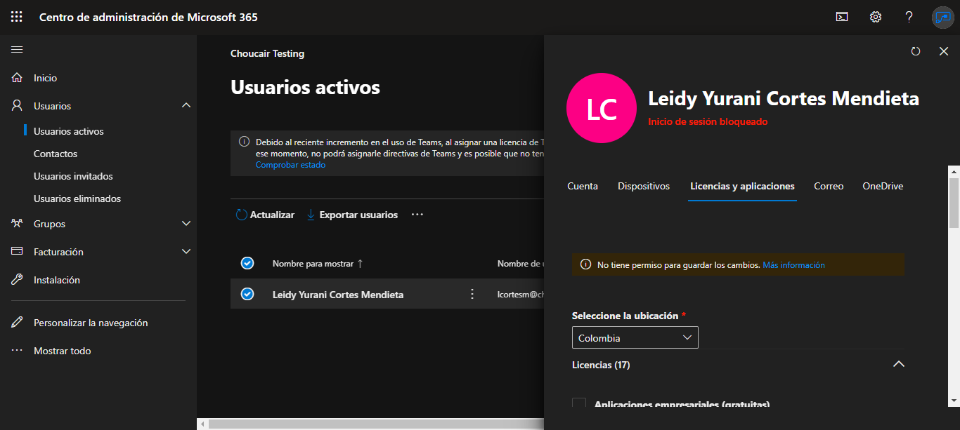 Centro de administración de Microsoft 365
Inicio
Usuarios
Usuarios activos
Contactos
Usuarios invitados
Usuarios eliminados
Grupos
Facturación
Instalación
Personalizar la navegación
Mostrar todo
Choucair Testing
Usuarios activos
Debido al reciente incremento en el uso de Teams, al asignar una licencia de T
ese momento, no podrá asignarle directivas de Teams y es posible que no ten
Comprobar estado
Actualizar
Exportar usuarios
Nombre para mostrar ↑
Nombre de
Leidy Yurani Cortes Mendieta
lcortesm@ch
LC
Leidy Yurani Cortes Mendieta
Inicio de sesión bloqueado
Cuenta
Dispositivos
Licencias y aplicaciones
Correo
OneDrive
No tiene permiso para guardar los cambios. Más información
Seleccione la ubicación *
Colombia
Licencias (17)
Aplicaciones empresariales (gratuitas)